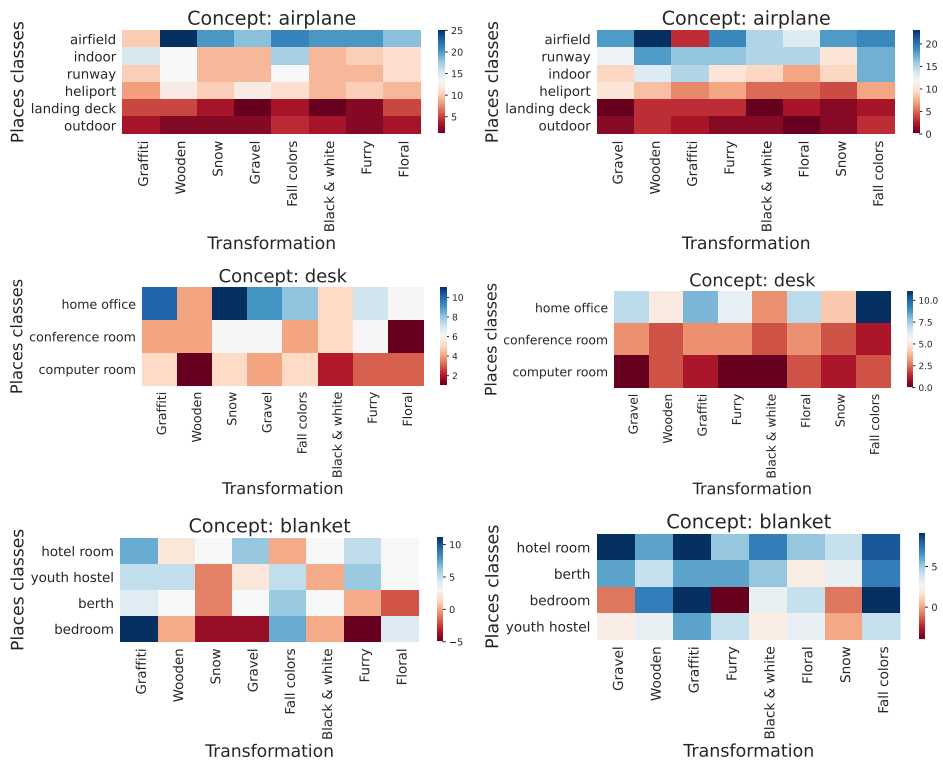 Concept: airplane
Places classes
airfield
indoor
runway
heliport
landing deck
outdoor
25
20
15
10
5
Graffiti
Wooden
Snow
Gravel
Fall colors
Black & white
Furry
Floral
Transformation
Concept: airplane
Places classes
airfield
runway
indoor
heliport
landing deck
outdoor
20
15
10
5
0
Gravel
Wooden
Graffiti
Furry
Black & white
Floral
Snow
Fall colors
Transformation
Concept: desk
Places classes
home office
conference room
computer room
10
8
6
4
2
Graffiti
Wooden
Snow
Gravel
Fall colors
Black & white
Furry
Floral
Transformation
Concept: desk
Places classes
home office
conference room
computer room
10.0
7.5
5.0
2.5
0.0
Gravel
Wooden
Graffiti
Furry
Black & white
Floral
Snow
Fall colors
Transformation
Concept: blanket
Places classes
hotel room
youth hostel
berth
bedroom
10
5
0
−5
Graffiti
Wooden
Snow
Gravel
Fall colors
Black & white
Furry
Floral
Transformation
Concept: blanket
Places classes
hotel room
berth
bedroom
youth hostel
5
0
Gravel
Wooden
Graffiti
Furry
Black & white
Floral
Snow
Fall colors
Transformation